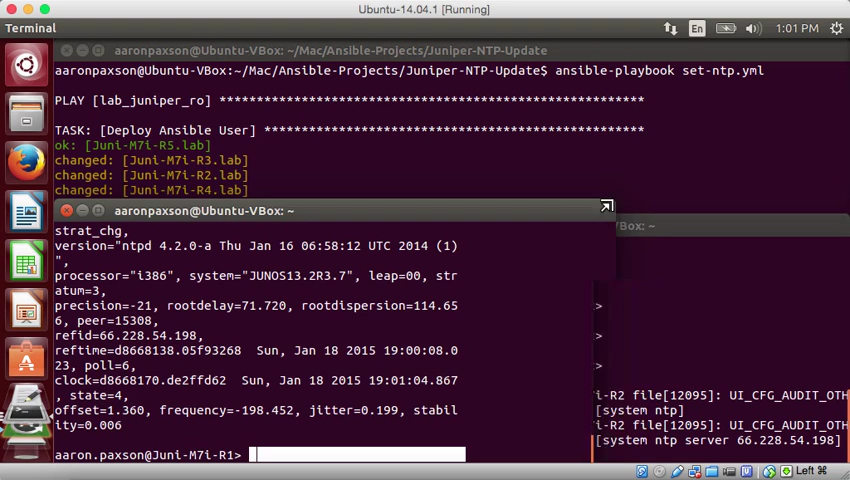 Ubuntu-14.04.1 [Running]
Terminal
En
1:01 PM
aaronpaxson@Ubuntu-VBox: ~/Mac/Ansible-Projects/Juniper-NTP-Update
aaronpaxson@Ubuntu-VBox:~/Mac/Ansible-Projects/Juniper-NTP-Update$ ansible-playbook set-ntp.yml
PLAY [lab_juniper_ro] *********************************************************
TASK: [Deploy Ansible User] ***************************************************
ok: [Juni-M7i-R5.lab]
changed: [Juni-M7i-R3.lab]
changed: [Juni-M7i-R2.lab]
changed: [Juni-M7i-R4.lab]
aaronpaxson@Ubuntu-VBox: ~
strat_chg,
version="ntpd 4.2.0-a Thu Jan 16 06:58:12 UTC 2014 (1)
",
processor="i386", system="JUNOS13.2R3.7", leap=00, str
atum=3,
precision=-21, rootdelay=71.720, rootdispersion=114.65
6, peer=15308,
refid=66.228.54.198,
reftime=d8668138.05f93268  Sun, Jan 18 2015 19:00:08.0
23, poll=6,
clock=d8668170.de2ffd62  Sun, Jan 18 2015 19:01:04.867
, state=4,
offset=1.360, frequency=-198.452, jitter=0.199, stabil
ity=0.006
aaron.paxson@Juni-M7i-R1>
VBox: ~
>
>
>
i-R2 file[12095]: UI_CFG_AUDIT_OTH
[system ntp]
i-R2 file[12095]: UI_CFG_AUDIT_OTH
[system ntp server 66.228.54.198]
Left ⌘